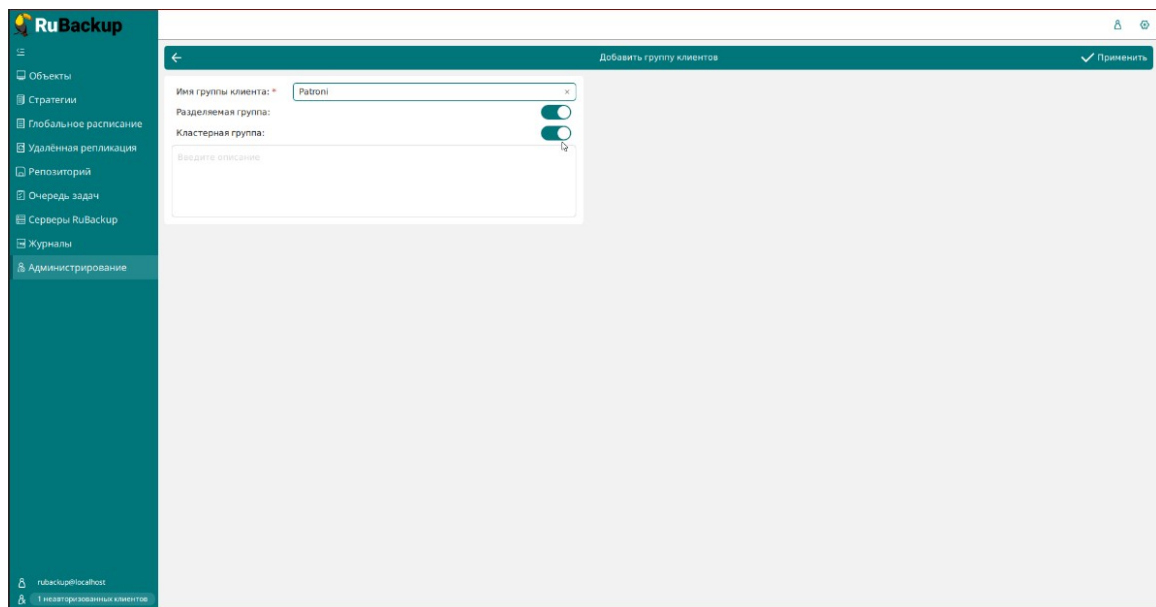 RuBackup
Добавить группу клиентов
Применить
Объекты
Стратегии
Глобальное расписание
Удалённая репликация
Репозиторий
Очередь задач
Серверы RuBackup
Журналы
Администрирование
Имя группы клиента: * Patroni ×
Разделяемая группа:
Кластерная группа:
Введите описание
rubackup@localhost
1 неавторизованных клиентов